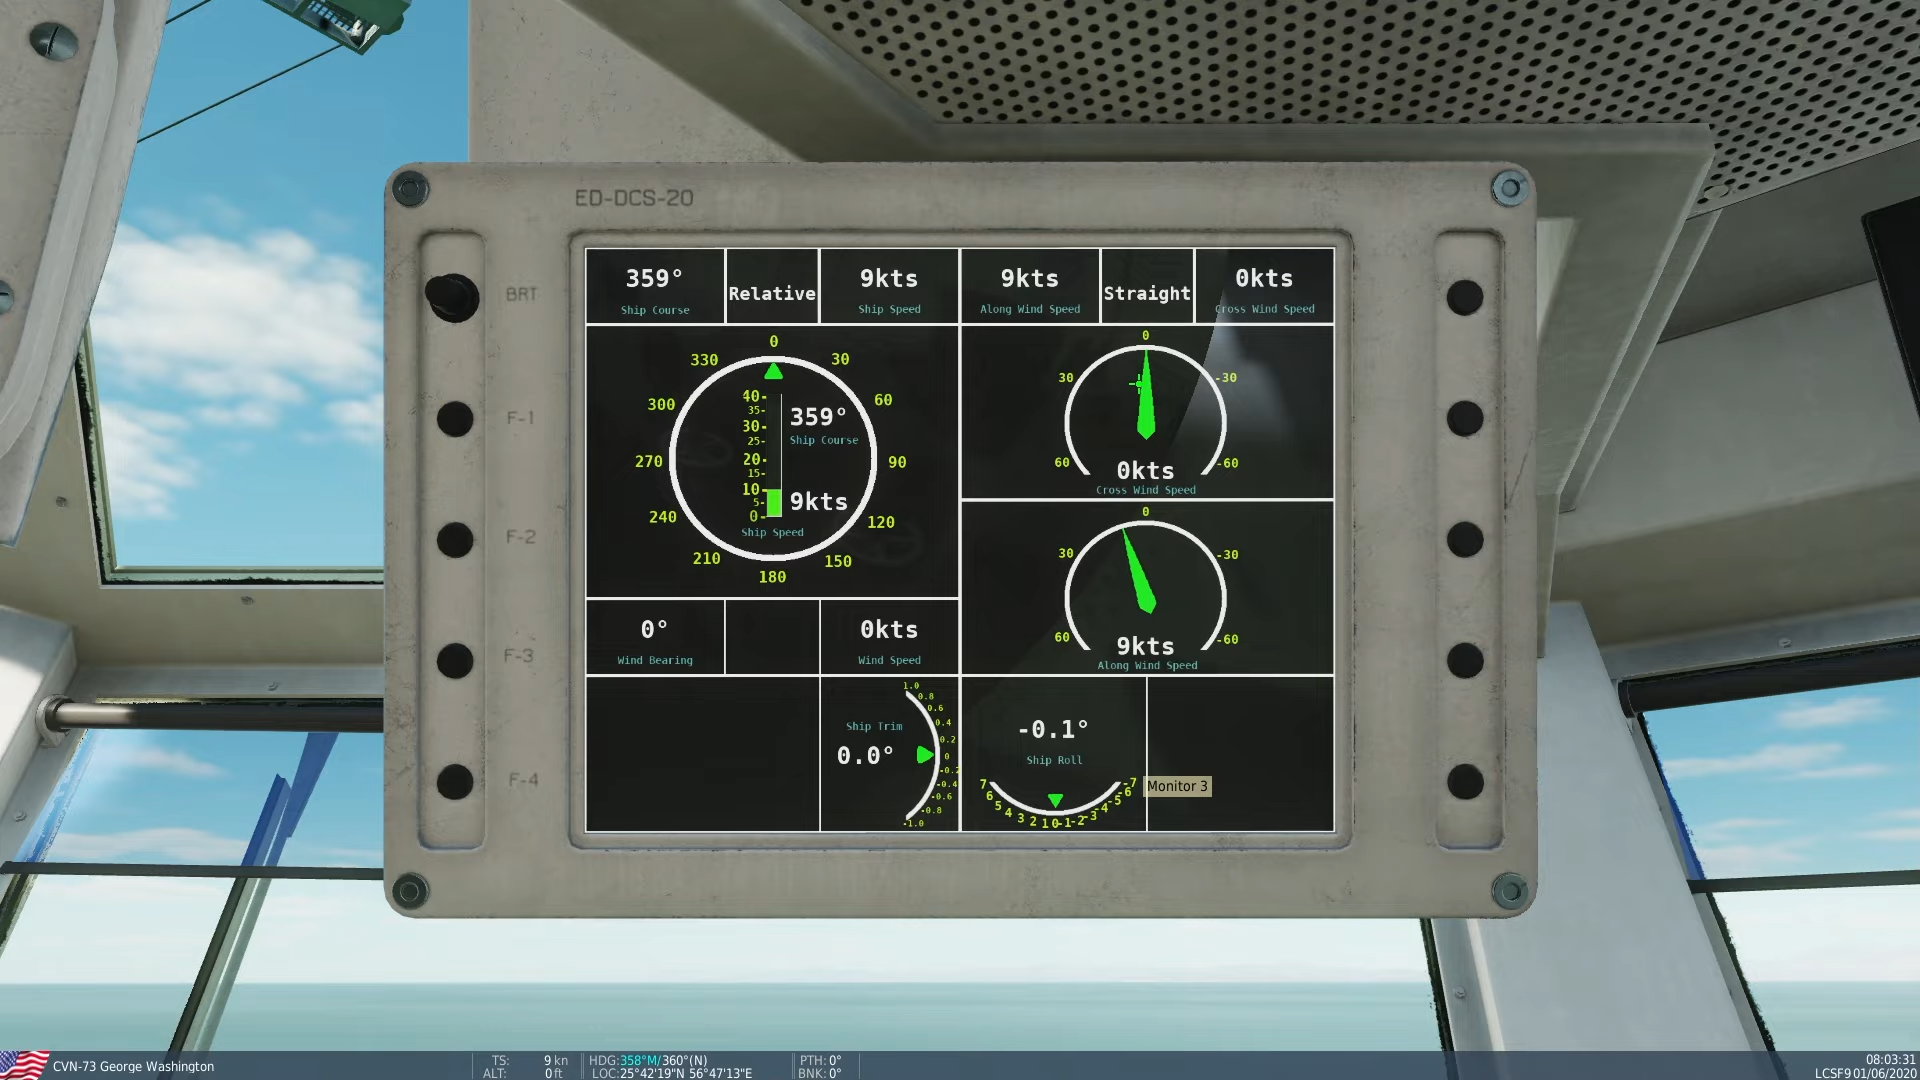 ED-DCS-20
BRT
F-1
F-2
F-3
F-4
359°
Ship Course
Relative
9kts
Ship Speed
9kts
Along Wind Speed
Straight
0kts
Cross Wind Speed
0
30
60
90
120
150
180
210
240
270
300
330
40-
35-
30-
25-
20-
15-
10-
5-
0-
359°
Ship Course
9kts
Ship Speed
0
30
-30
60
-60
0kts
Cross Wind Speed
0
30
-30
60
-60
9kts
Along Wind Speed
0°
Wind Bearing
0kts
Wind Speed
Ship Trim
0.0°
1.0
0.8
0.6
0.4
0.2
0
-0.2
-0.4
-0.6
-0.8
-1.0
-0.1°
Ship Roll
7 6 5 4 3 2 1 0 -1 -2 -3 -4 -5 -6 -7
Monitor 3
CVN-73 George Washington
TS: 9 kn
ALT: 0 ft
HDG:358°M/360°(N)
LOC:25°42'19"N 56°47'13"E
PTH: 0°
BNK: 0°
08:03:31
LCSF9 01/06/2020